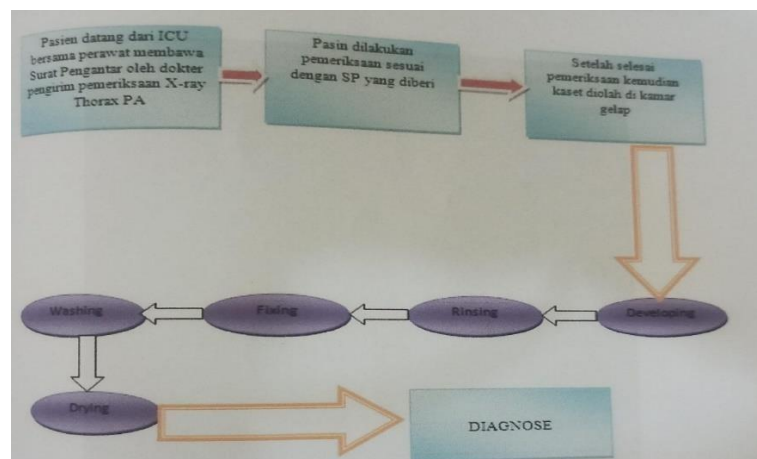 Pasien datang dari ICU
bersama perawat membawa
Surat Pengantar oleh dokter
pengirim pemeriksaan X-ray
Thorax PA
Pasin dilakukan
pemeriksaan sesuai
dengan SP yang diberi
Setelah selesai
pemeriksaan kemudian
kaset diolah di kamar
gelap
Developing
Rinsing
Fixing
Washing
Drying
DIAGNOSE